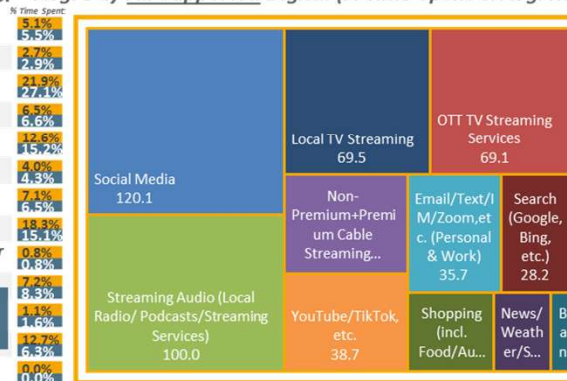 % Time Spent:
5.1%
5.5%
2.7%
2.9%
21.9%
27.1%
6.5%
6.6%
12.6%
15.2%
4.0%
4.3%
7.1%
6.5%
18.3%
15.1%
0.8%
0.8%
7.2%
8.3%
1.1%
1.6%
12.7%
6.3%
0.0%
0.0%
Social Media
120.1
Local TV Streaming
69.5
OTT TV Streaming
Services
69.1
Non-
Premium+Premi
um Cable
Streaming...
Email/Text/I
M/Zoom,et
c. (Personal
& Work)
35.7
Search
(Google,
Bing,
etc.)
28.2
Streaming Audio (Local
Radio/ Podcasts/Streaming
Services)
100.0
YouTube/TikTok,
etc.
38.7
Shopping
(incl.
Food/Au...
News/
Weath
er/S...